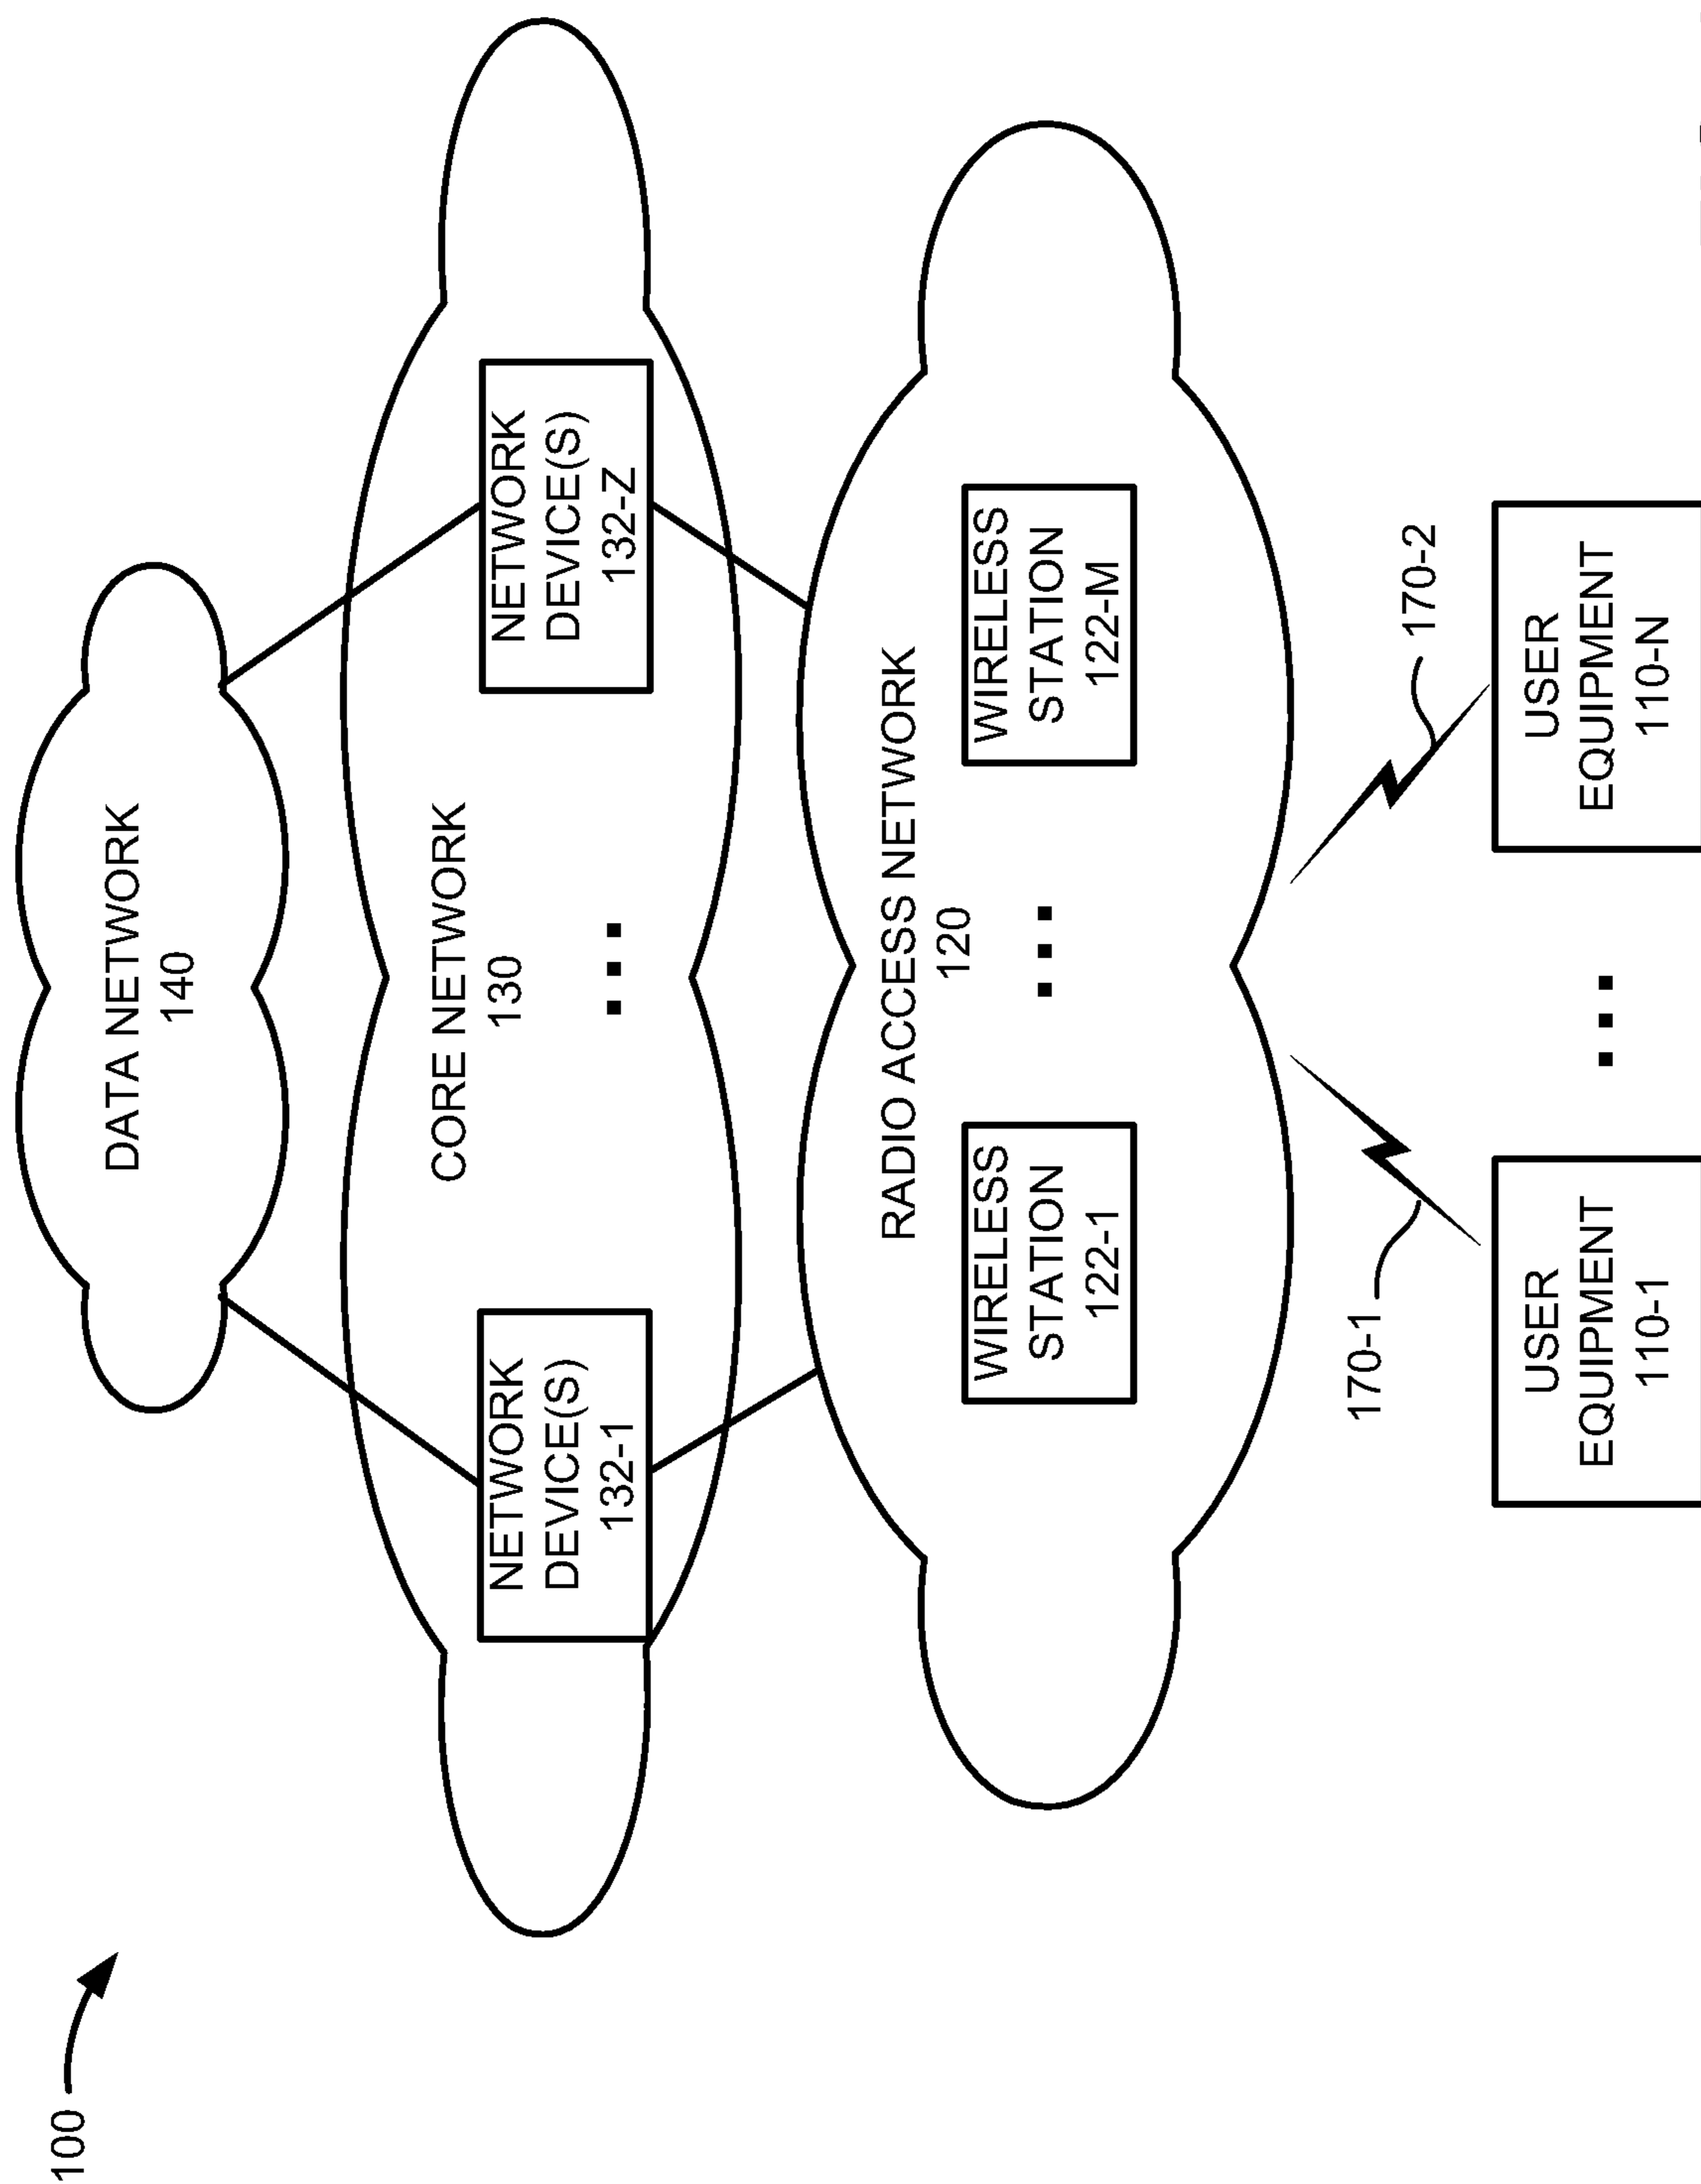 100
DATA NETWORK
140
CORE NETWORK
130
NETWORK
DEVICE(S)
132-1
NETWORK
DEVICE(S)
132-Z
RADIO ACCESS NETWORK
120
WIRELESS
STATION
122-1
WIRELESS
STATION
122-M
170-1
170-2
USER
EQUIPMENT
110-1
USER
EQUIPMENT
110-N